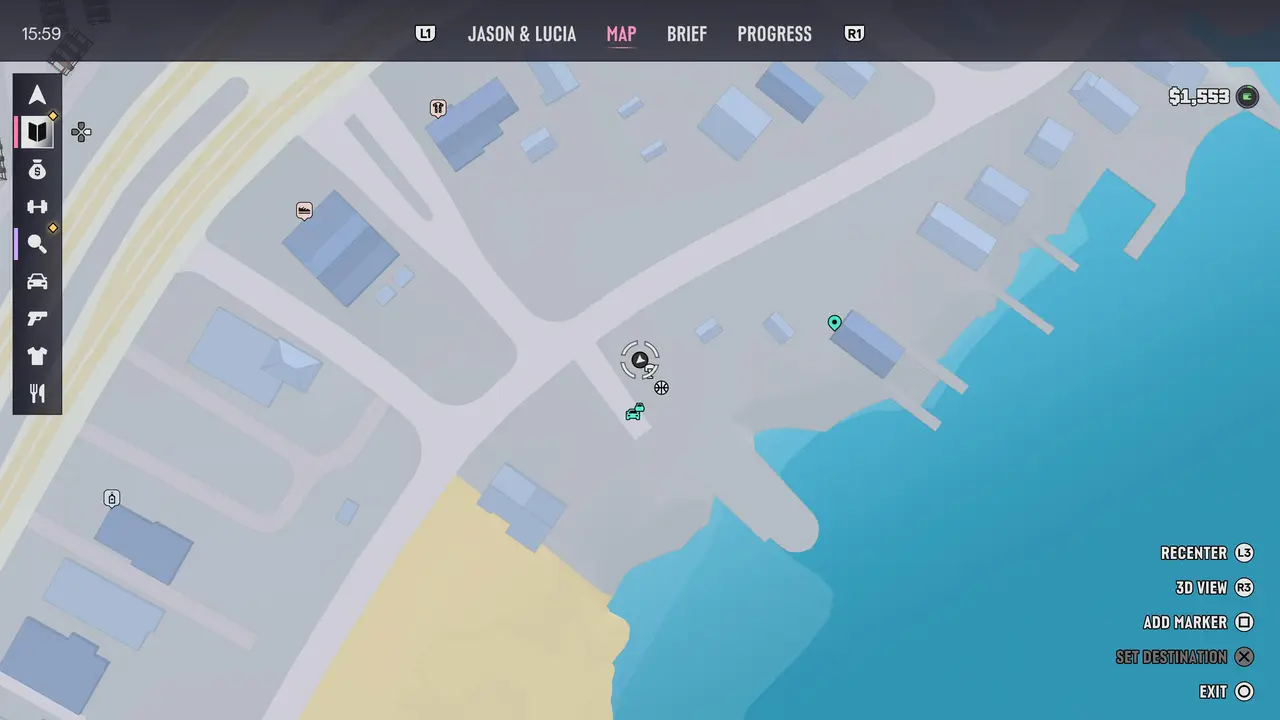 15:59
L1 JASON & LUCIA MAP BRIEF PROGRESS R1
$1,553
RECENTER L3
3D VIEW R3
ADD MARKER
SET DESTINATION
EXIT